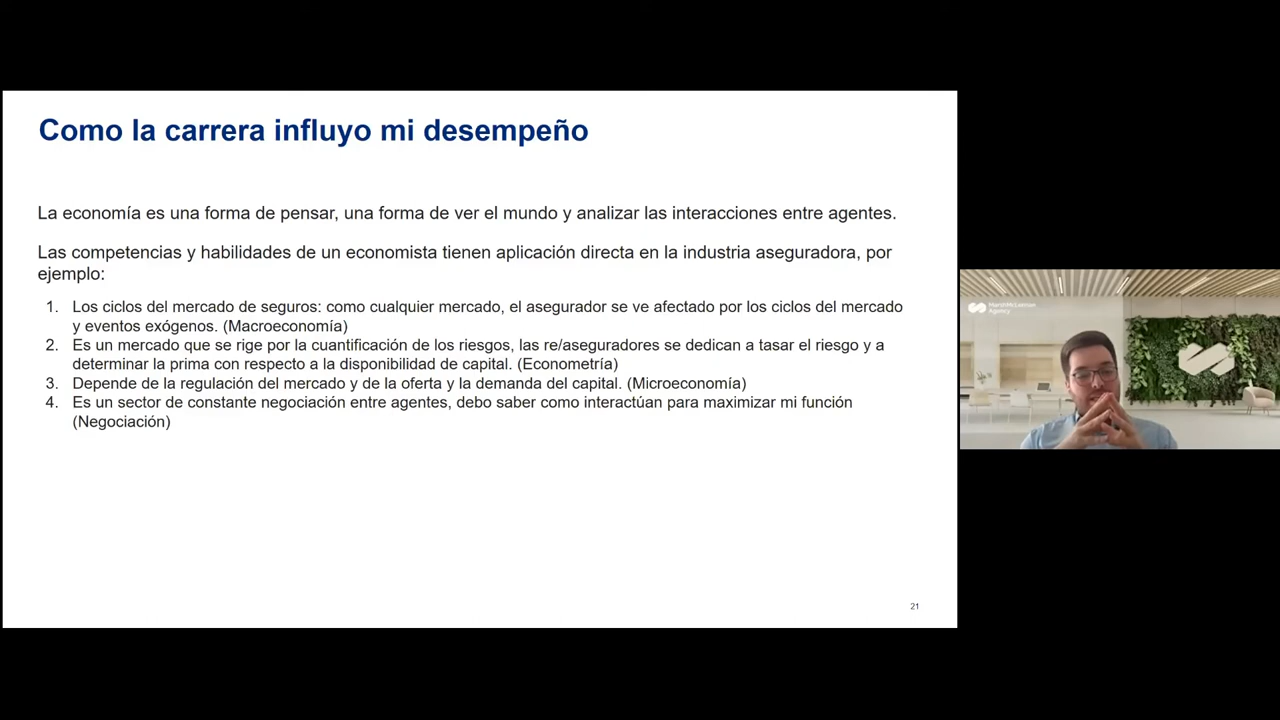 Como la carrera influyo mi desempeño
La economía es una forma de pensar, una forma de ver el mundo y analizar las interacciones entre agentes.
Las competencias y habilidades de un economista tienen aplicación directa en la industria aseguradora, por
ejemplo:
1. Los ciclos del mercado de seguros: como cualquier mercado, el asegurador se ve afectado por los ciclos del mercado
y eventos exógenos. (Macroeconomía)
2. Es un mercado que se rige por la cuantificación de los riesgos, las re/aseguradores se dedican a tasar el riesgo y a
determinar la prima con respecto a la disponibilidad de capital. (Econometría)
3. Depende de la regulación del mercado y de la oferta y la demanda del capital. (Microeconomía)
4. Es un sector de constante negociación entre agentes, debo saber como interactúan para maximizar mi función
(Negociación)
21
MarshMcLennan
Agency